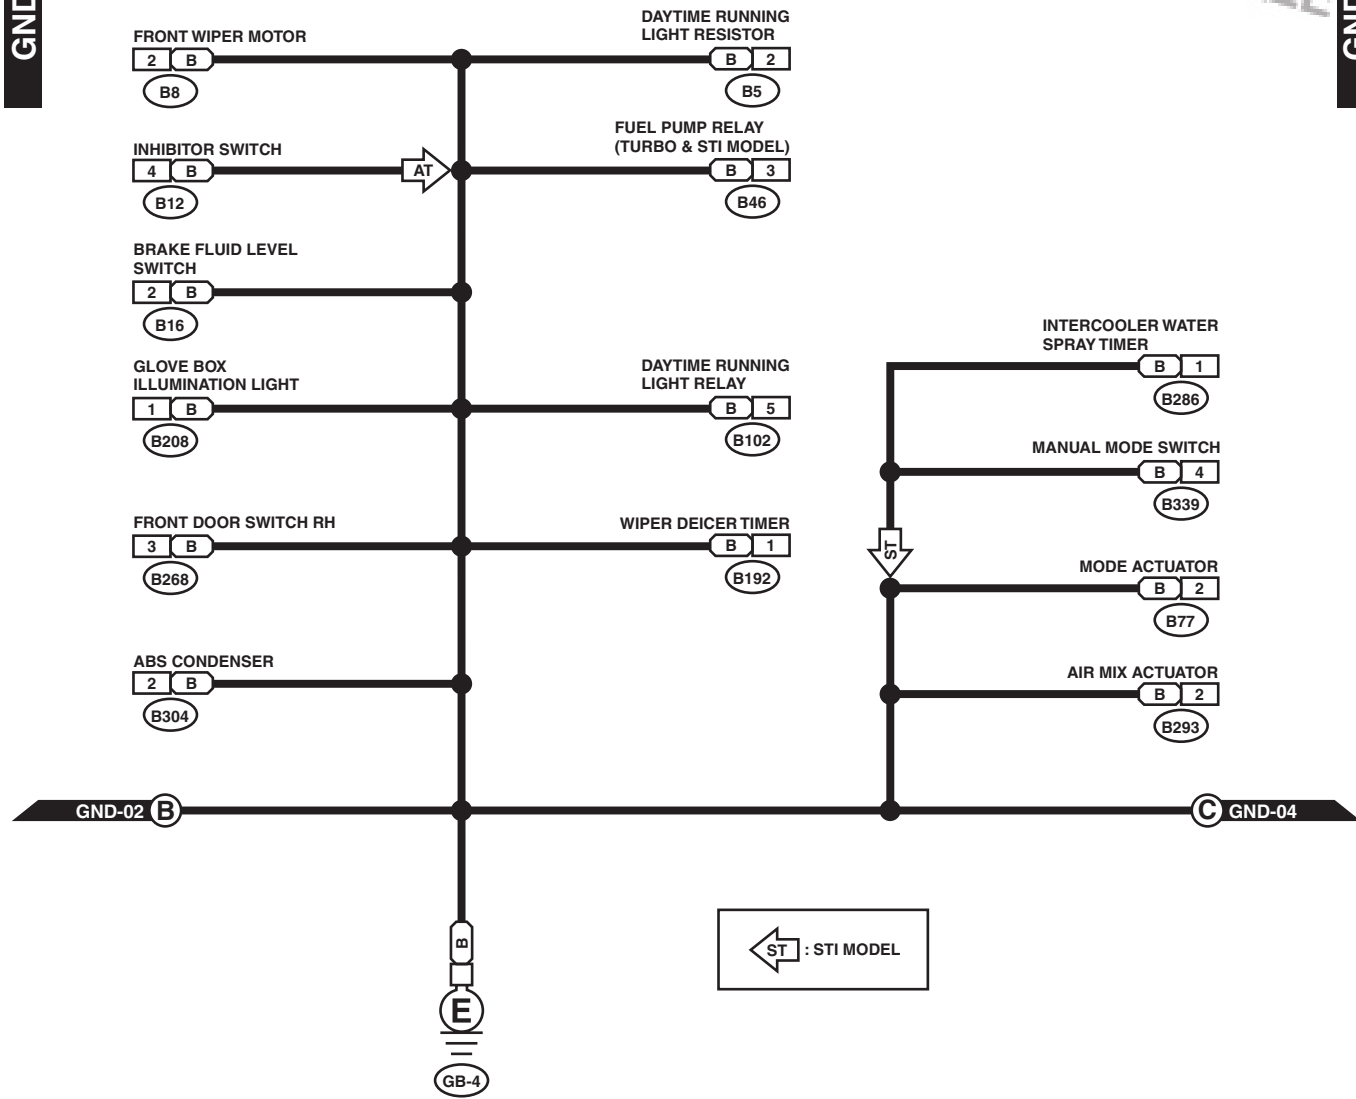 GND
GND
FRONT WIPER MOTOR
2 B
B8
DAYTIME RUNNING
LIGHT RESISTOR
B 2
B5
INHIBITOR SWITCH
4 B
B12
AT
FUEL PUMP RELAY
(TURBO & STI MODEL)
B 3
B46
BRAKE FLUID LEVEL
SWITCH
2 B
B16
GLOVE BOX
ILLUMINATION LIGHT
1 B
B208
DAYTIME RUNNING
LIGHT RELAY
B 5
B102
FRONT DOOR SWITCH RH
3 B
B268
WIPER DEICER TIMER
B 1
B192
ABS CONDENSER
2 B
B304
INTERCOOLER WATER
SPRAY TIMER
B 1
B286
MANUAL MODE SWITCH
B 4
B339
ST
MODE ACTUATOR
B 2
B77
AIR MIX ACTUATOR
B 2
B293
GND-02 B
C GND-04
B
E
GB-4
ST : STI MODEL